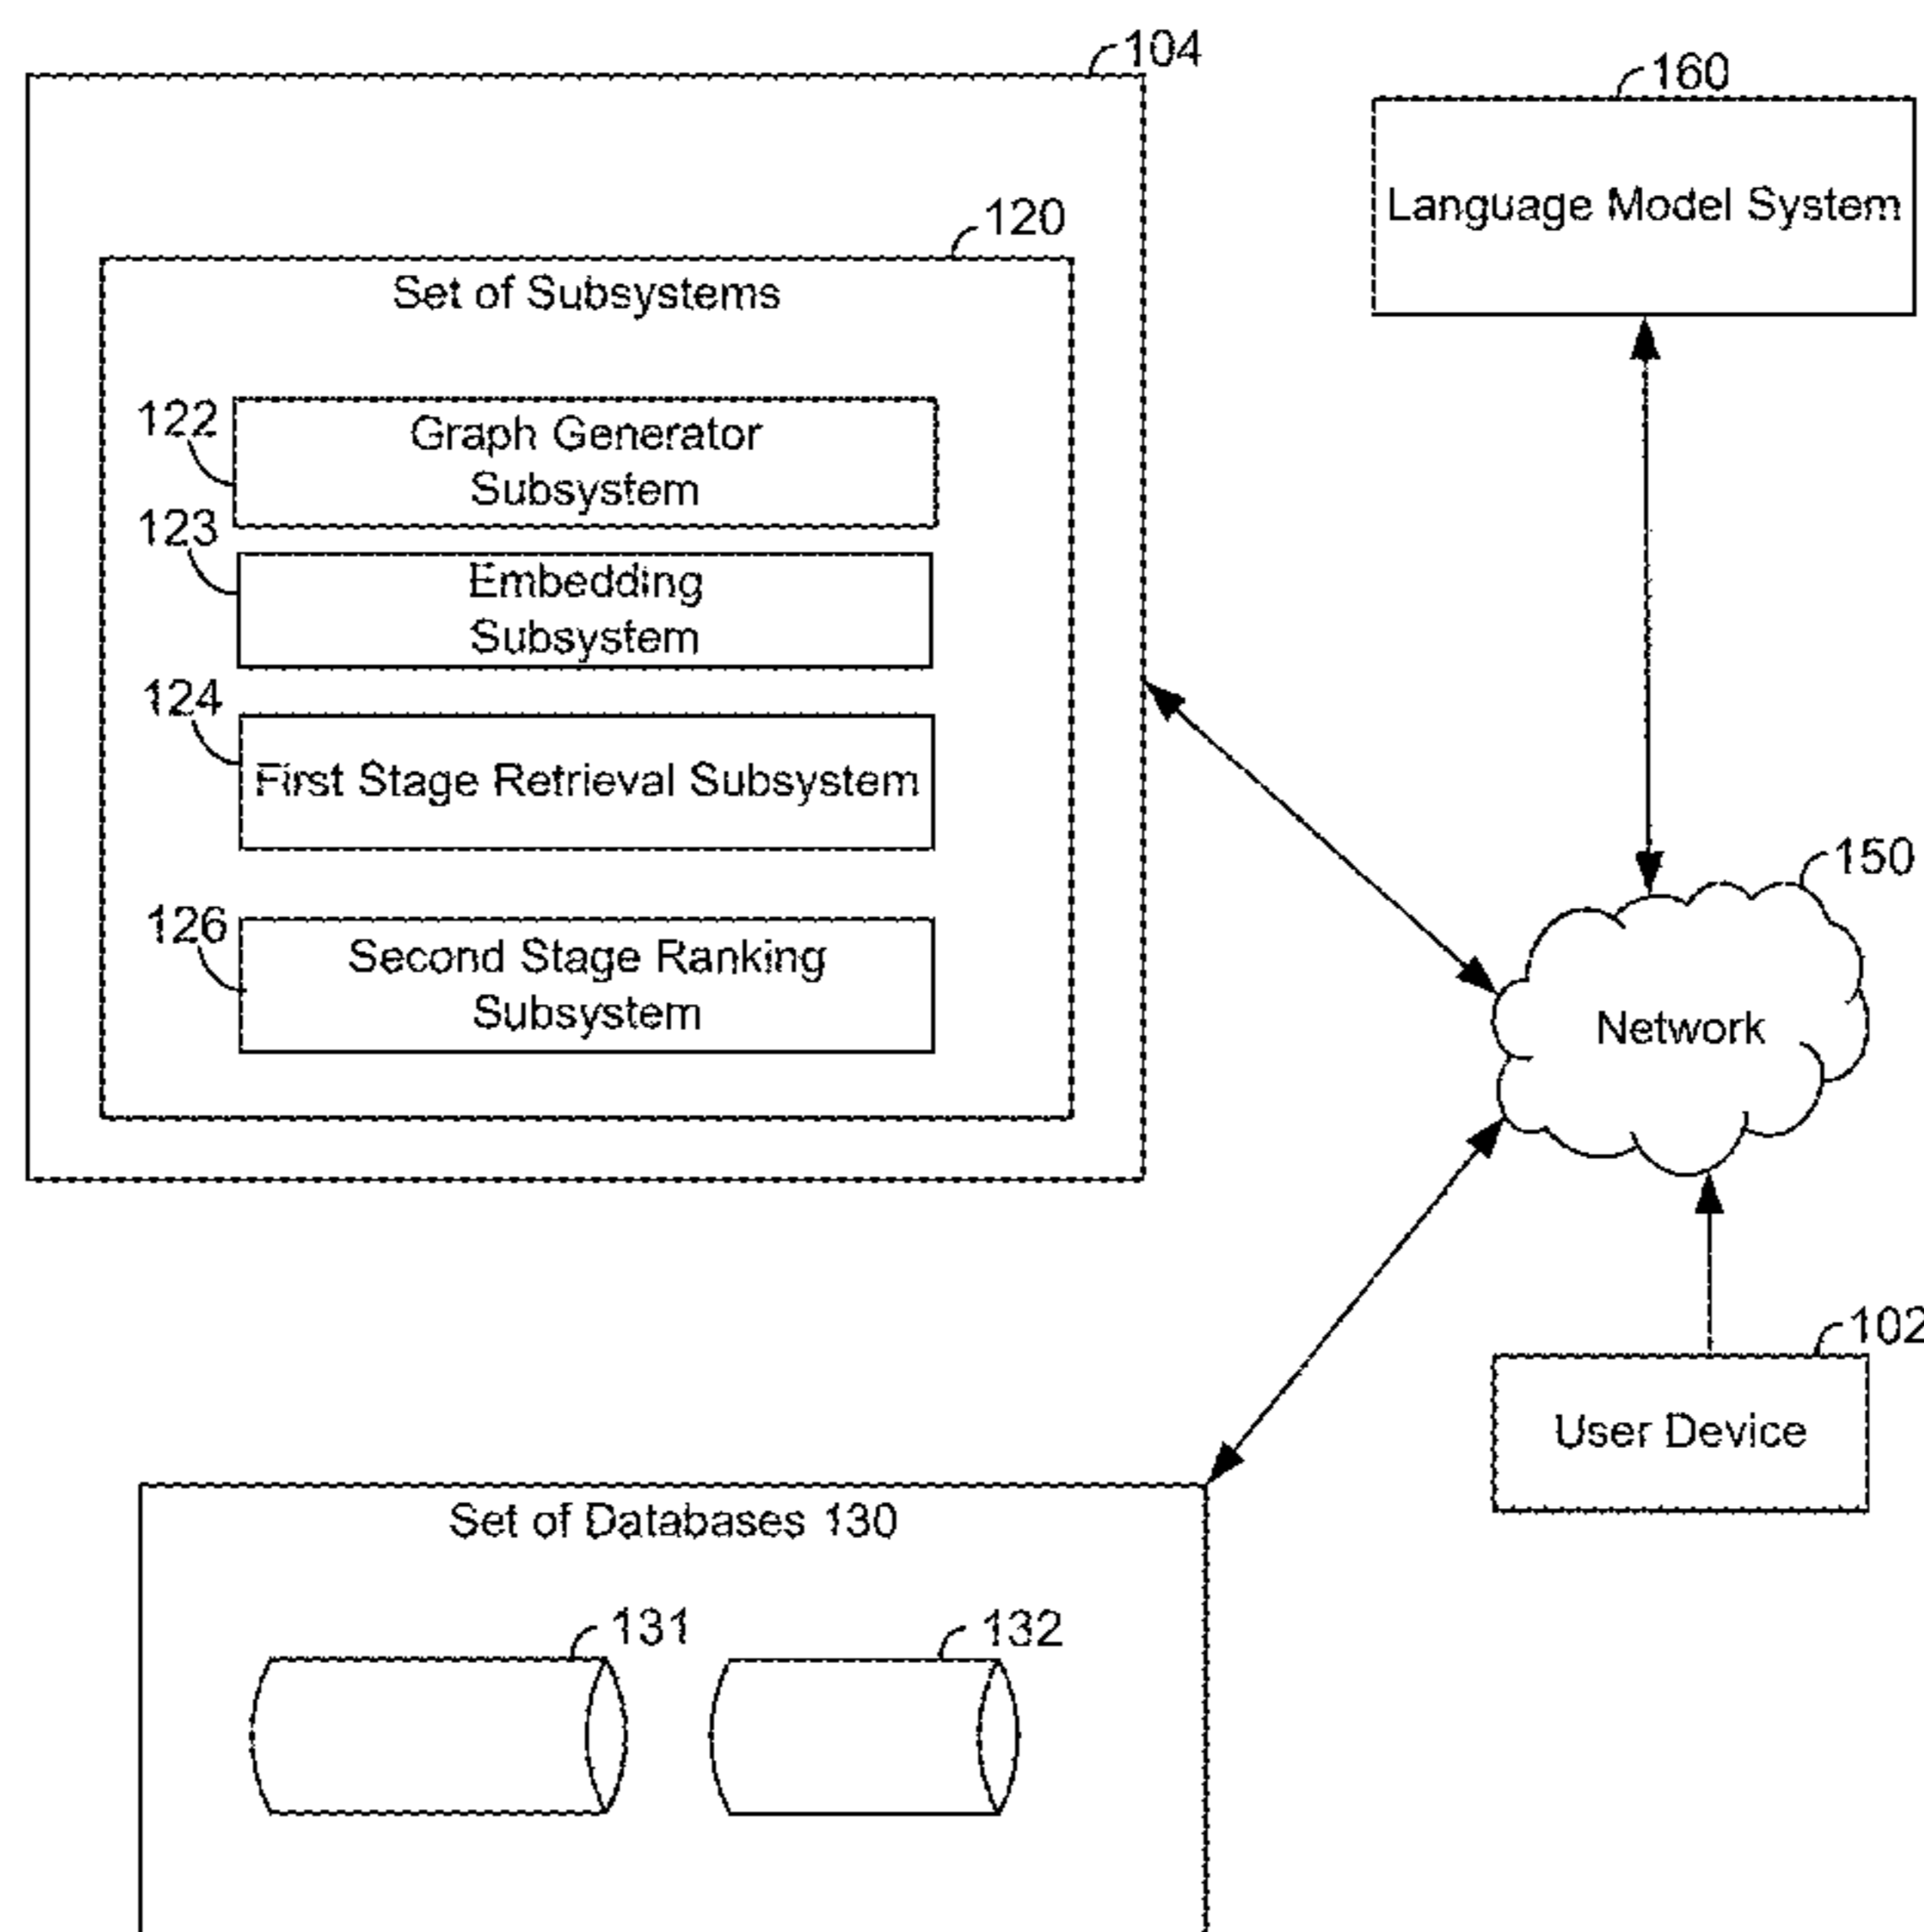 104
160
Language Model System
120
Set of Subsystems
122
Graph Generator
Subsystem
123
Embedding
Subsystem
124
First Stage Retrieval Subsystem
150
126
Second Stage Ranking
Subsystem
Network
102
User Device
Set of Databases 130
131
132